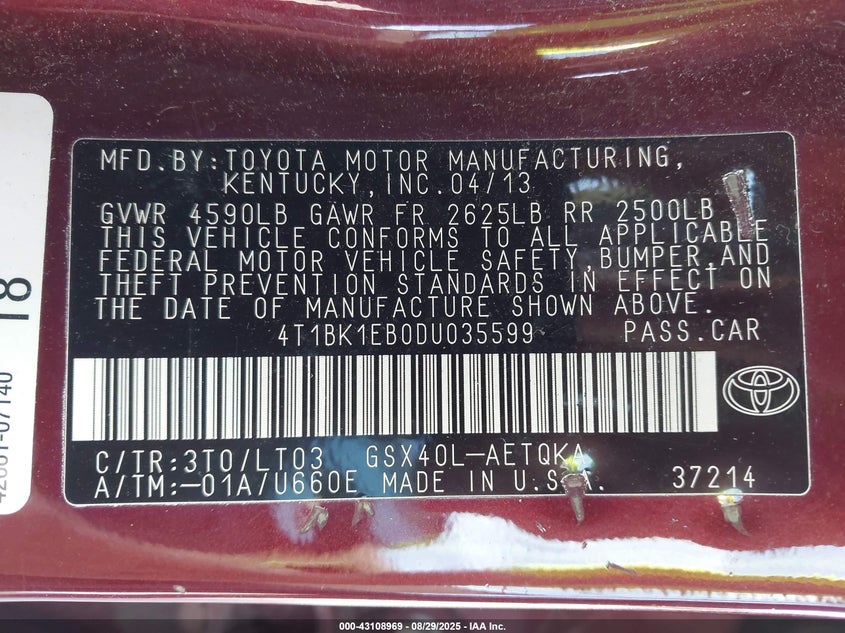 MFD.BY:TOYOTA MOTOR MANUFACTURING,
KENTUCKY, INC. 04/13
GVWR 4590LB GAWR FR 2625LB RR 2500LB
THIS VEHICLE CONFORMS TO ALL APPLICABLE
FEDERAL MOTOR VEHICLE SAFETY, BUMPER, AND
THEFT PREVENTION STANDARDS IN EFFECT ON
THE DATE OF MANUFACTURE SHOWN ABOVE.
4T1BK1EB0DU035599 PASS.CAR
C/TR:3T0/LT03 GSX40L-AETQKA
A/TM:-01A/U660E MADE IN U.S.A. 37214
18
000-43108969 | 08/29/2025 | IAA Inc.